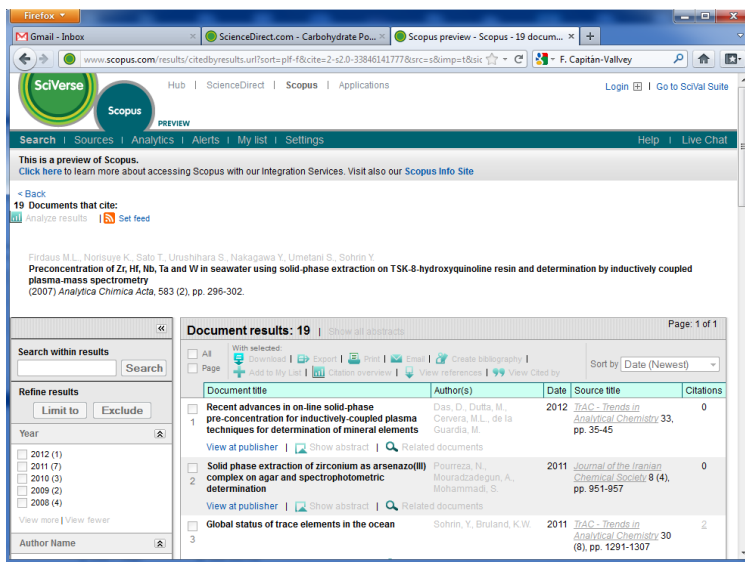 Firefox
Gmail - Inbox
ScienceDirect.com - Carbohydrate Po...
Scopus preview - Scopus - 19 docum...
www.scopus.com/results/citedbyresults.url?sort=plf-f&cite=2-s2.0-33846141777&src=s&imp=t&sic
F. Capitán-Vallvey
SciVerse
Scopus
PREVIEW
Hub | ScienceDirect | Scopus | Applications
Login | Go to SciVal Suite
Search | Sources | Analytics | Alerts | My list | Settings
Help | Live Chat
This is a preview of Scopus.
Click here to learn more about accessing Scopus with our Integration Services. Visit also our Scopus Info Site
< Back
19 Documents that cite:
Analyze results | Set feed
Firdaus M.L., Norisuye K., Sato T., Urushihara S., Nakagawa Y., Umetani S., Sohrin Y.
Preconcentration of Zr, Hf, Nb, Ta and W in seawater using solid-phase extraction on TSK-8-hydroxyquinoline resin and determination by inductively coupled
plasma-mass spectrometry
(2007) Analytica Chimica Acta, 583 (2), pp. 296-302.
Search within results
Search
Refine results
Limit to
Exclude
Year
2012 (1)
2011 (7)
2010 (3)
2009 (2)
2008 (4)
View more | View fewer
Author Name
Document results: 19 | Show all abstracts
Page: 1 of 1
All
Page
With selected:
Download | Export | Print | Email | Create bibliography |
Add to My List | Citation overview | View references | View Cited by
Sort by Date (Newest)
Document title
Author(s)
Date
Source title
Citations
1
Recent advances in on-line solid-phase
pre-concentration for inductively-coupled plasma
techniques for determination of mineral elements
Das, D., Dutta, M.,
Cervera, M.L., de la
Guardia, M.
2012
TrAC - Trends in
Analytical Chemistry 33,
pp. 35-45
0
View at publisher | Show abstract | Related documents
2
Solid phase extraction of zirconium as arsenazo(III)
complex on agar and spectrophotometric
determination
Pourreza, N.,
Mouradzadegun, A.,
Mohammadi, S.
2011
Journal of the Iranian
Chemical Society 8 (4),
pp. 951-957
0
View at publisher | Show abstract | Related documents
3
Global status of trace elements in the ocean
Sohrin, Y., Bruland, K.W.
2011
TrAC - Trends in
Analytical Chemistry 30
(8), pp. 1291-1307
2